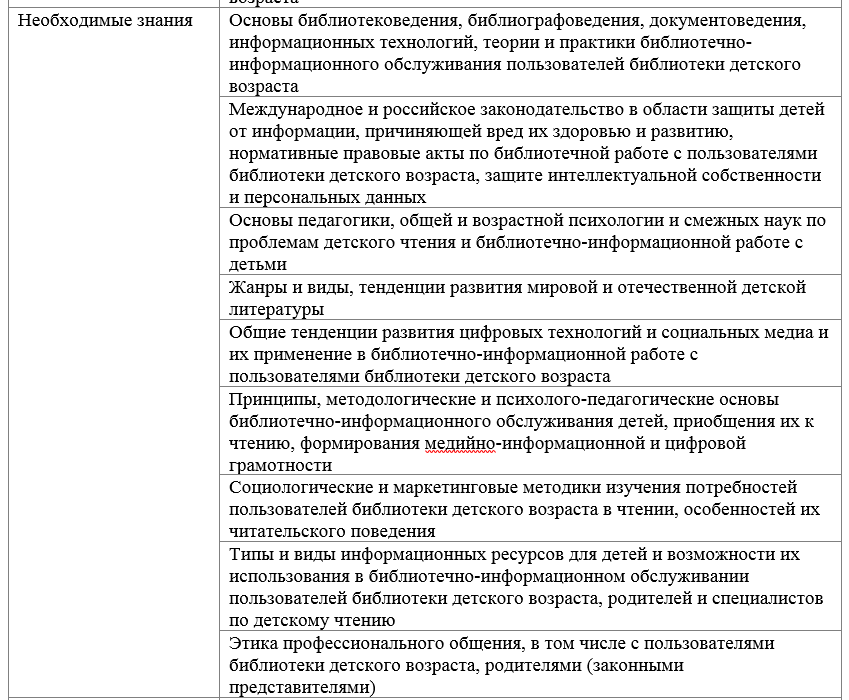 возраста
Необходимые знания
Основы библиотековедения, библиографоведения, документоведения,
информационных технологий, теории и практики библиотечно-
информационного обслуживания пользователей библиотеки детского
возраста
Международное и российское законодательство в области защиты детей
от информации, причиняющей вред их здоровью и развитию,
нормативные правовые акты по библиотечной работе с пользователями
библиотеки детского возраста, защите интеллектуальной собственности
и персональных данных
Основы педагогики, общей и возрастной психологии и смежных наук по
проблемам детского чтения и библиотечно-информационной работе с
детьми
Жанры и виды, тенденции развития мировой и отечественной детской
литературы
Общие тенденции развития цифровых технологий и социальных медиа и
их применение в библиотечно-информационной работе с
пользователями библиотеки детского возраста
Принципы, методологические и психолого-педагогические основы
библиотечно-информационного обслуживания детей, приобщения их к
чтению, формирования медийно-информационной и цифровой
грамотности
Социологические и маркетинговые методики изучения потребностей
пользователей библиотеки детского возраста в чтении, особенностей их
читательского поведения
Типы и виды информационных ресурсов для детей и возможности их
использования в библиотечно-информационном обслуживании
пользователей библиотеки детского возраста, родителей и специалистов
по детскому чтению
Этика профессионального общения, в том числе с пользователями
библиотеки детского возраста, родителями (законными
представителями)